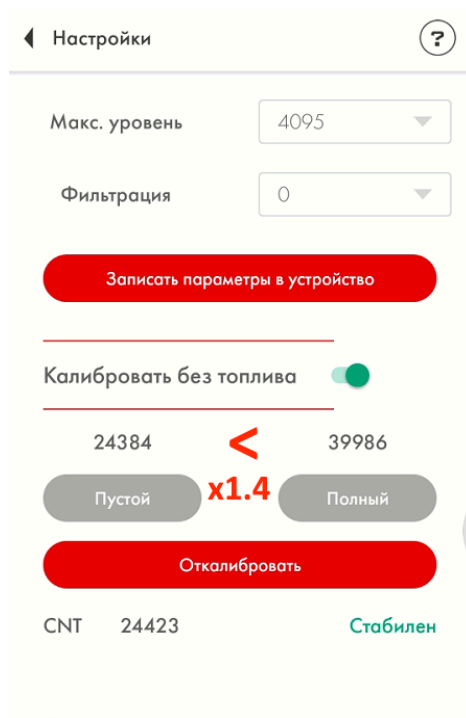 Настройки
?
Макс. уровень 4095
Фильтрация 0
Записать параметры в устройство
Калибровать без топлива
24384 < 39986
Пустой x1.4 Полный
Откалибровать
CNT 24423 Стабилен